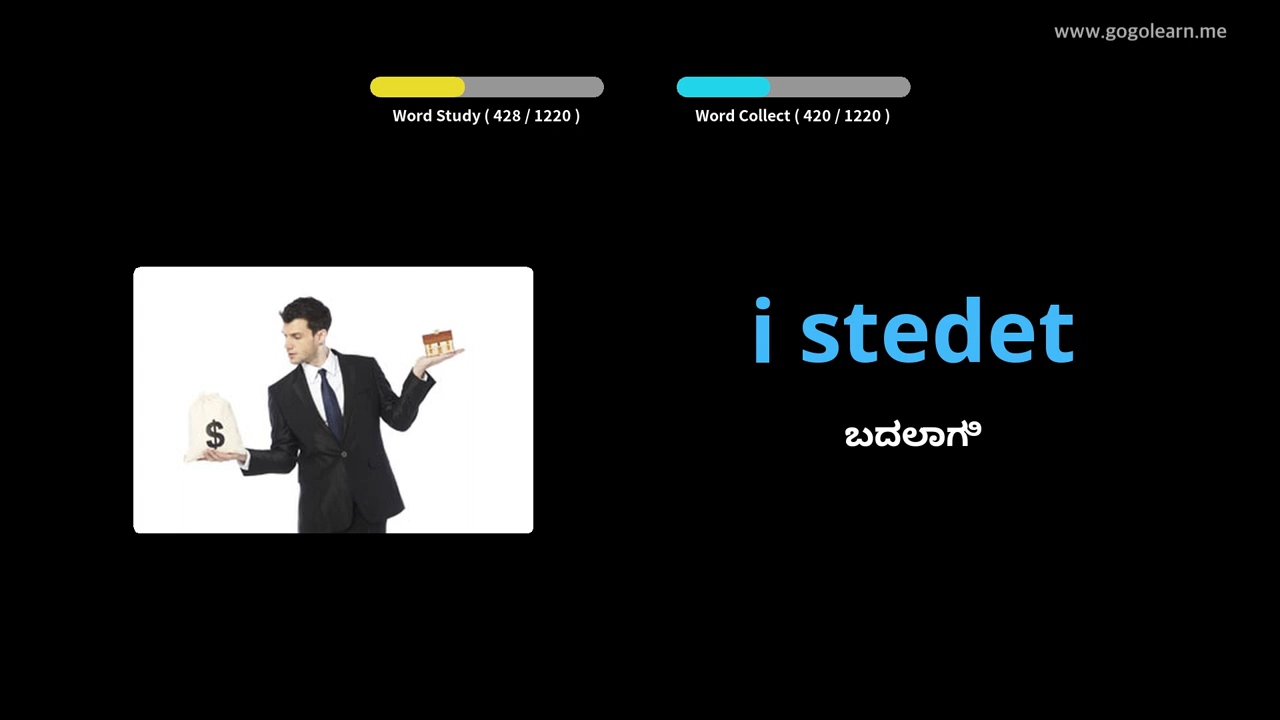 www.gogolearn.me
Word Study ( 428 / 1220 )
Word Collect ( 420 / 1220 )
i stedet
ಬದಲಾಗಿ
$